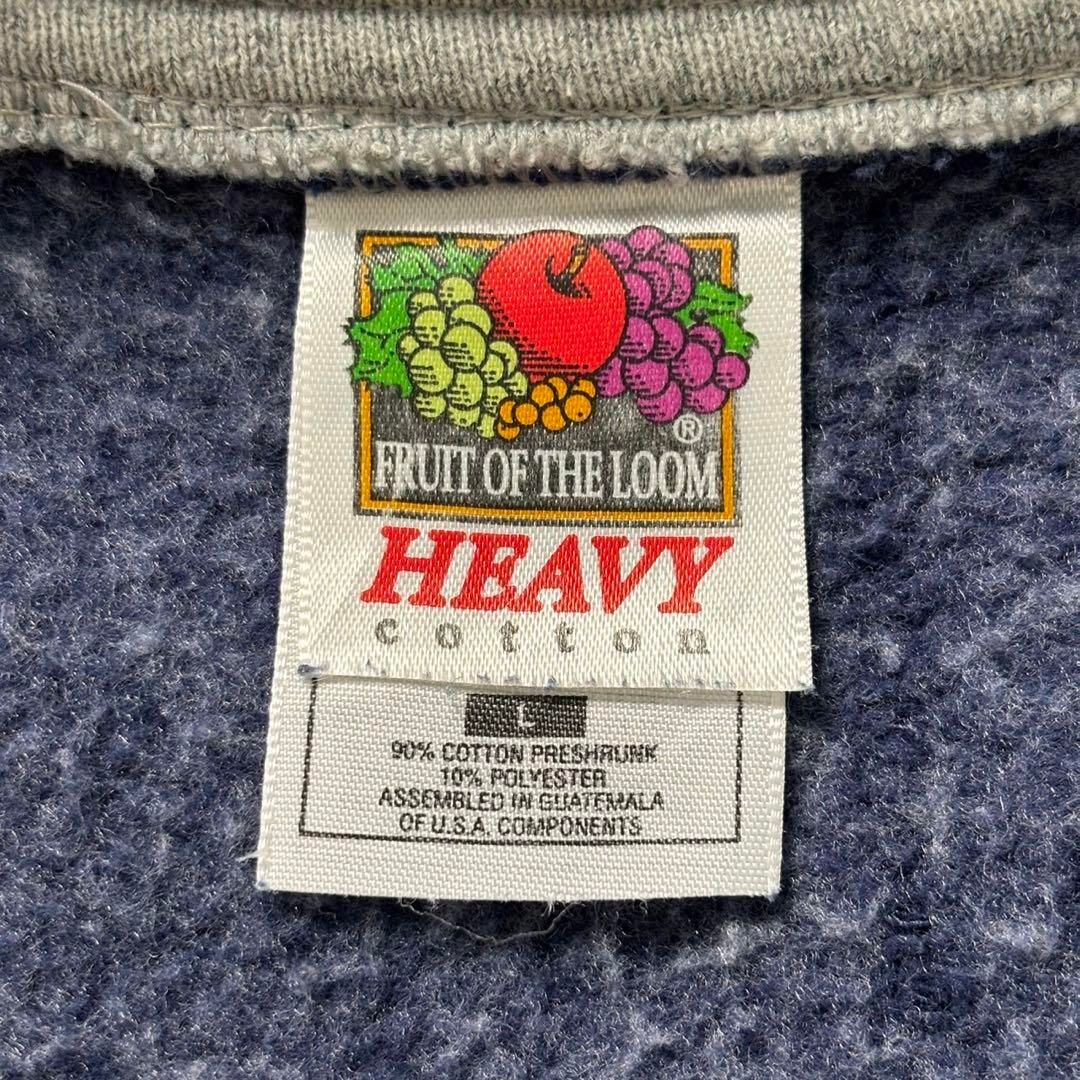 ®
FRUIT OF THE LOOM
HEAVY
cotton
L
90% COTTON PRESHRUNK
10% POLYESTER
ASSEMBLED IN GUATEMALA
OF U.S.A. COMPONENTS